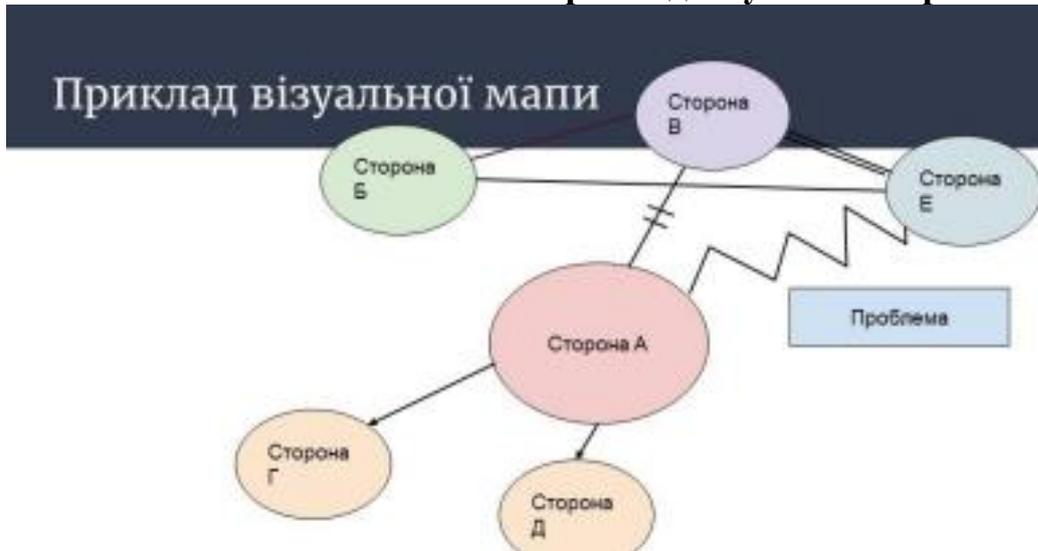 Приклад візуальної мапи
Сторона
В
Сторона
Б
Сторона
Е
Проблема
Сторона А
Сторона
Г
Сторона
Д